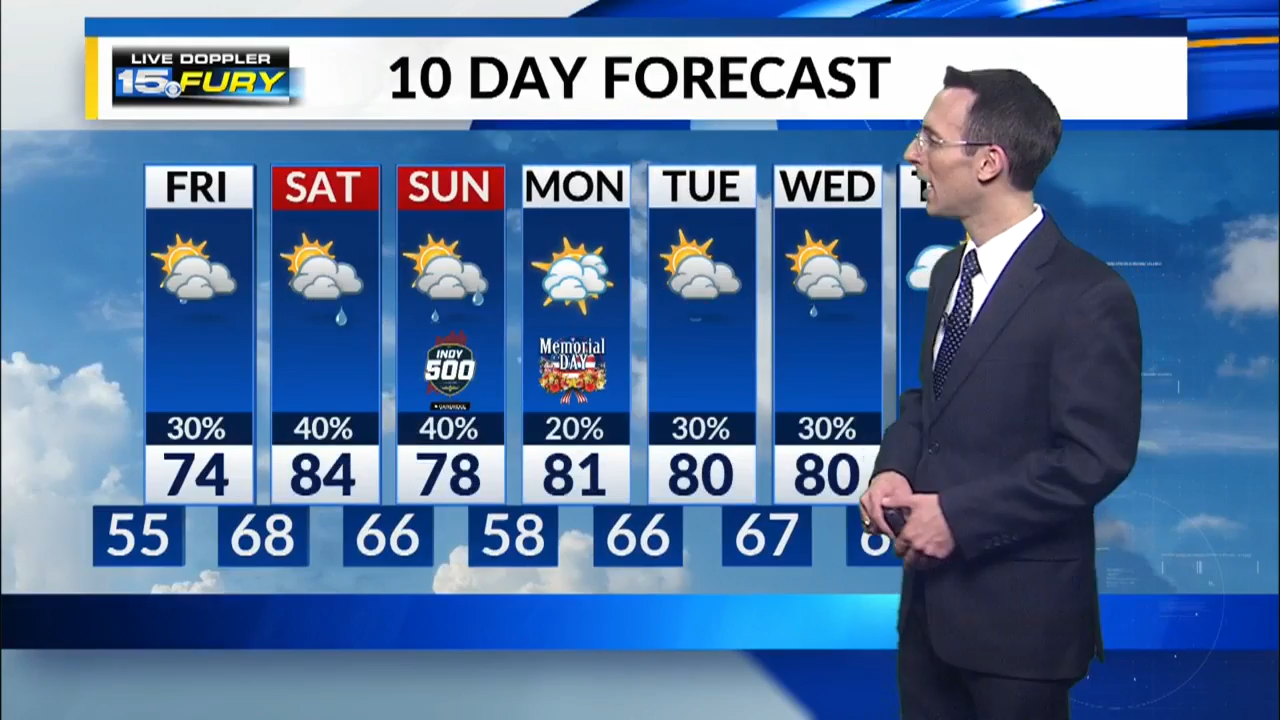 LIVE DOPPLER
15 FURY
10 DAY FORECAST
FRI SAT SUN MON TUE WED
INDY
500
Memorial
DAY
30% 40% 40% 20% 30% 30%
74 84 78 81 80 80
55 68 66 58 66 67 6